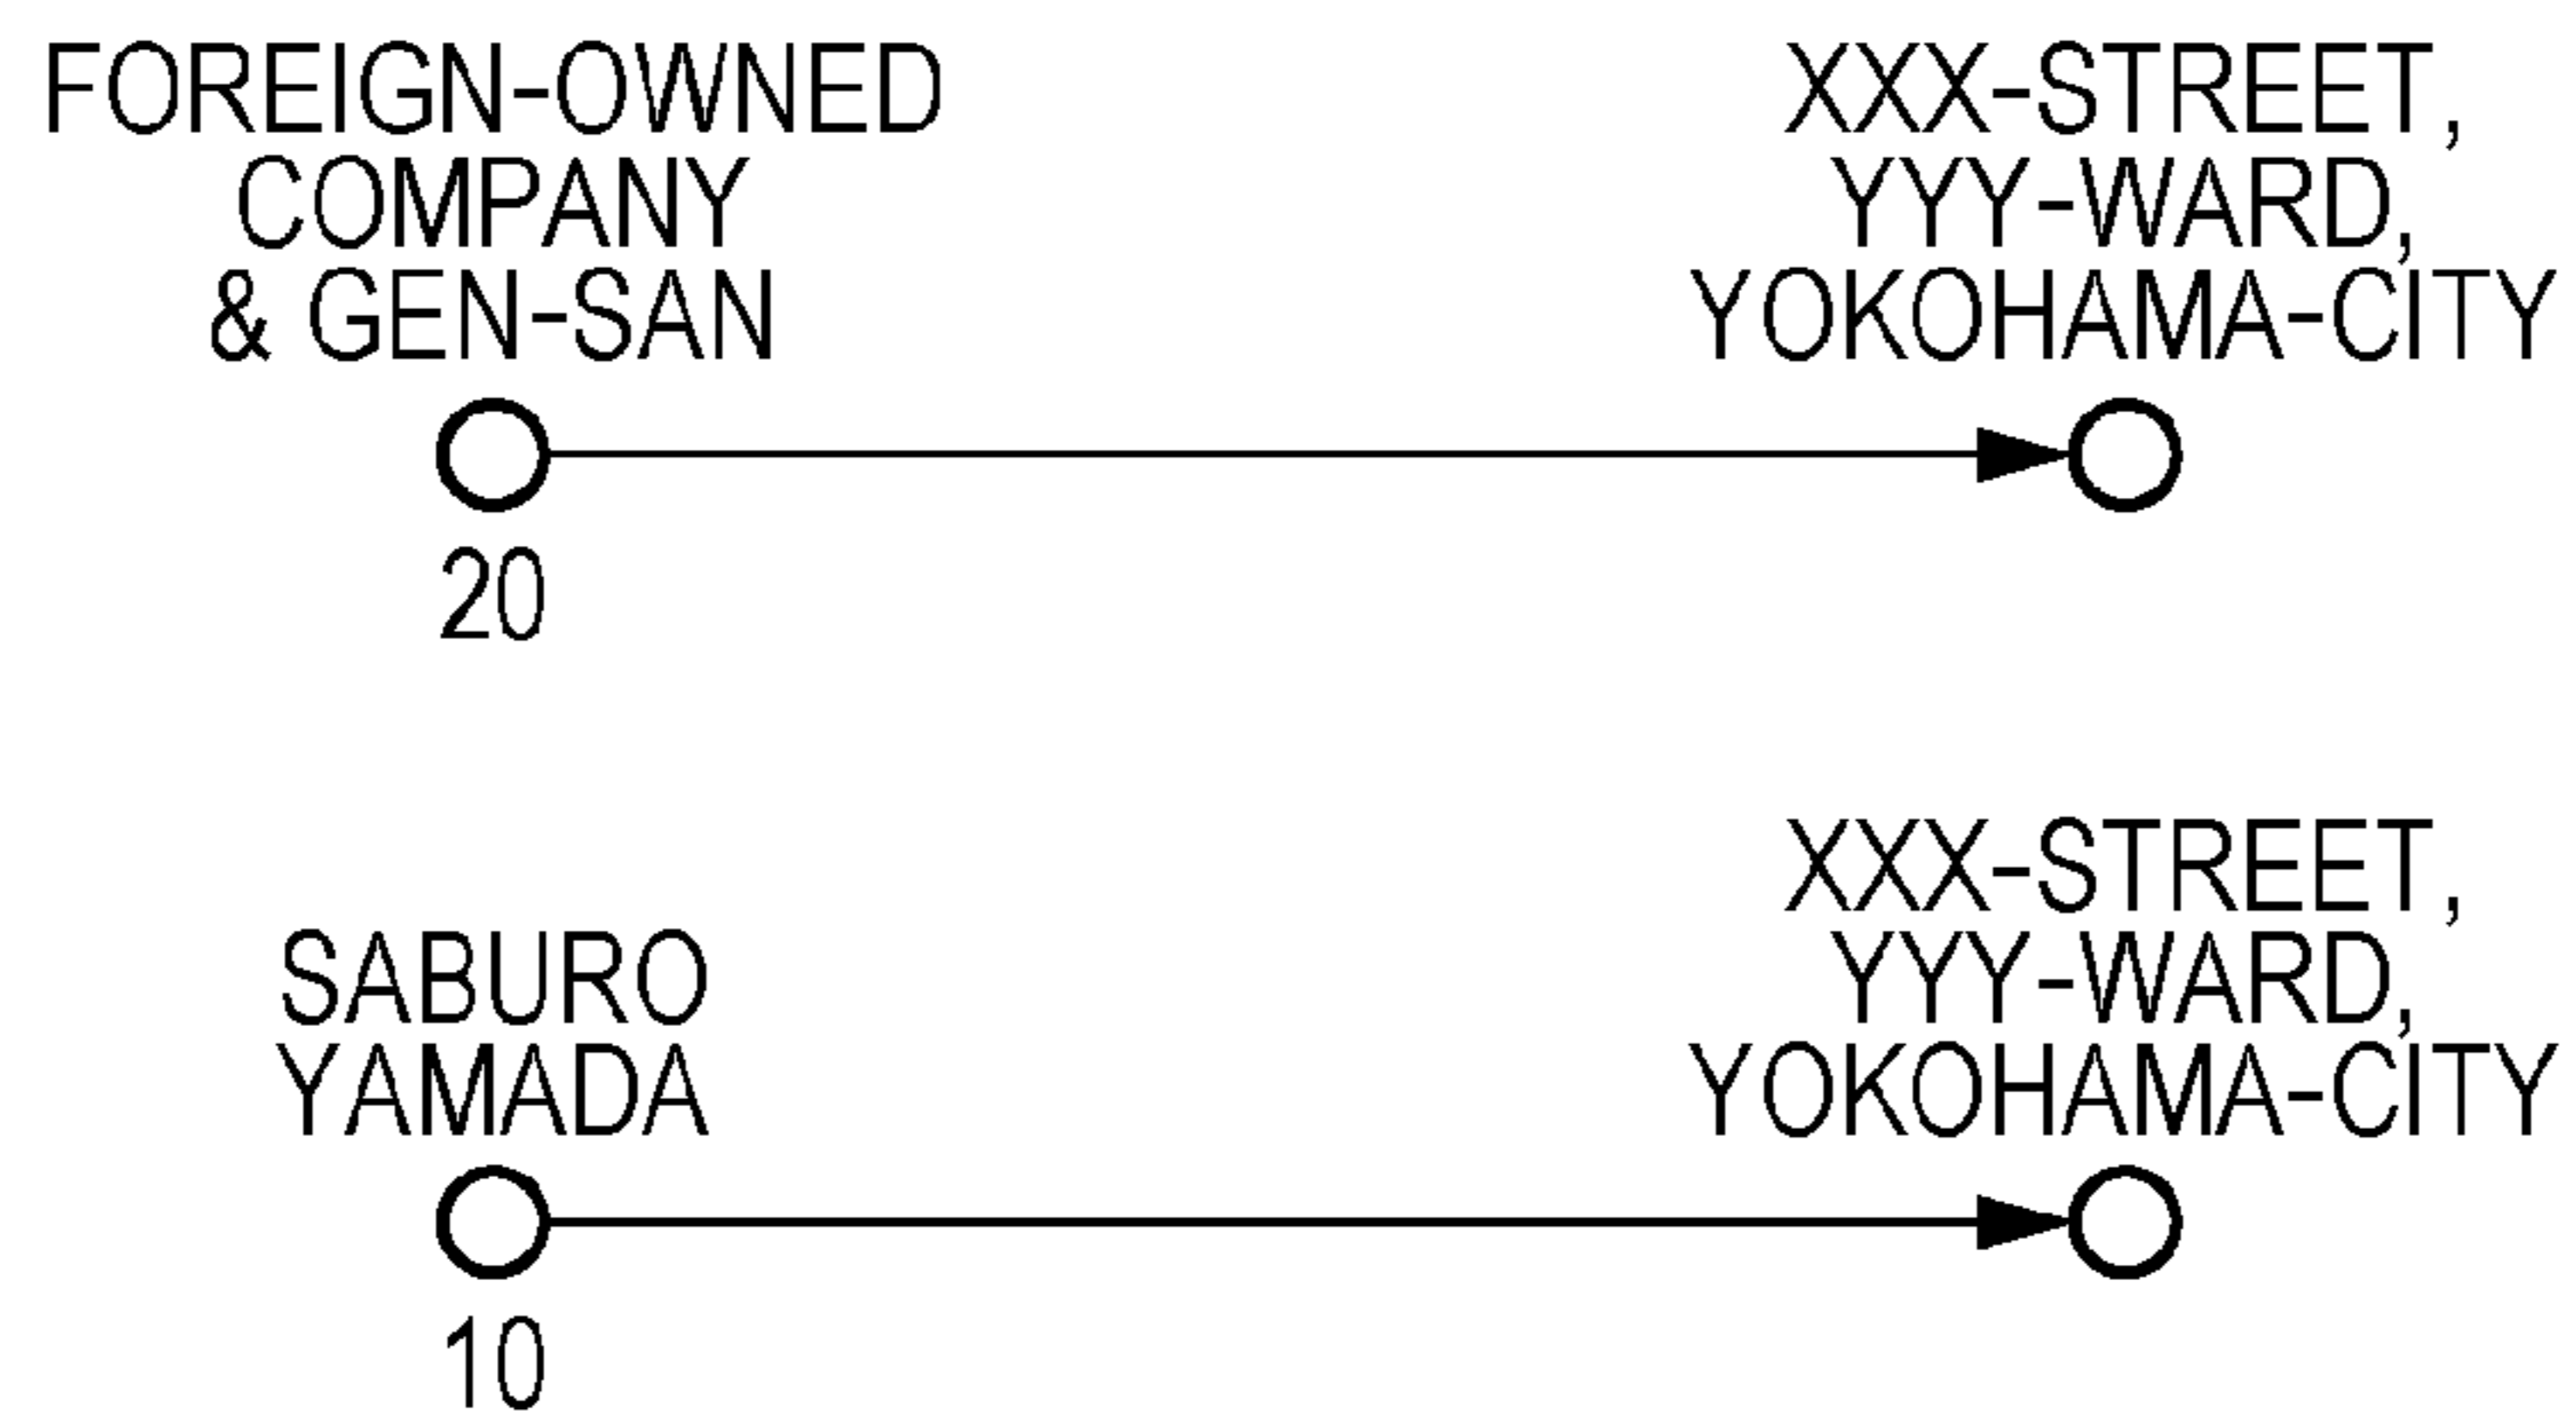 FOREIGN-OWNED
COMPANY
& GEN-SAN
XXX-STREET,
YYY-WARD,
YOKOHAMA-CITY
20
SABURO
YAMADA
XXX-STREET,
YYY-WARD,
YOKOHAMA-CITY
10